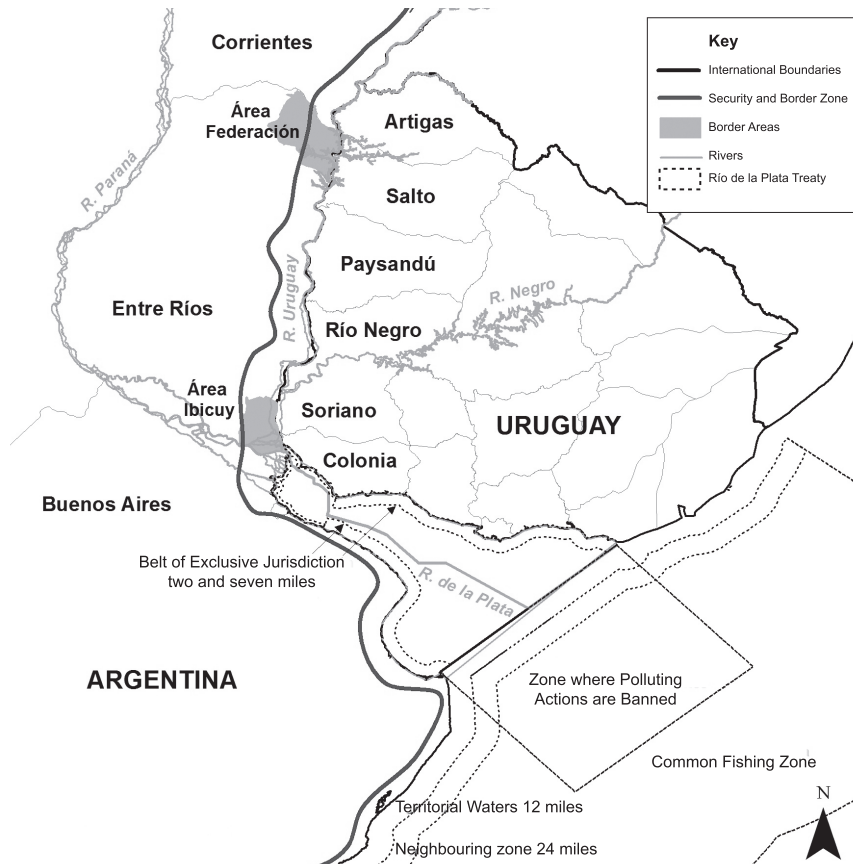 Corrientes
Key
International Boundaries
Security and Border Zone
Border Areas
Rivers
Río de la Plata Treaty
Área
Federación
Artigas
R. Paraná
Salto
Paysandú
R. Uruguay
R. Negro
Entre Ríos
Río Negro
Área
Ibicuy
Soriano
URUGUAY
Colonia
Buenos Aires
Belt of Exclusive Jurisdiction
two and seven miles
R. de la Plata
ARGENTINA
Zone where Polluting
Actions are Banned
Common Fishing Zone
N
Territorial Waters 12 miles
Neighbouring zone 24 miles